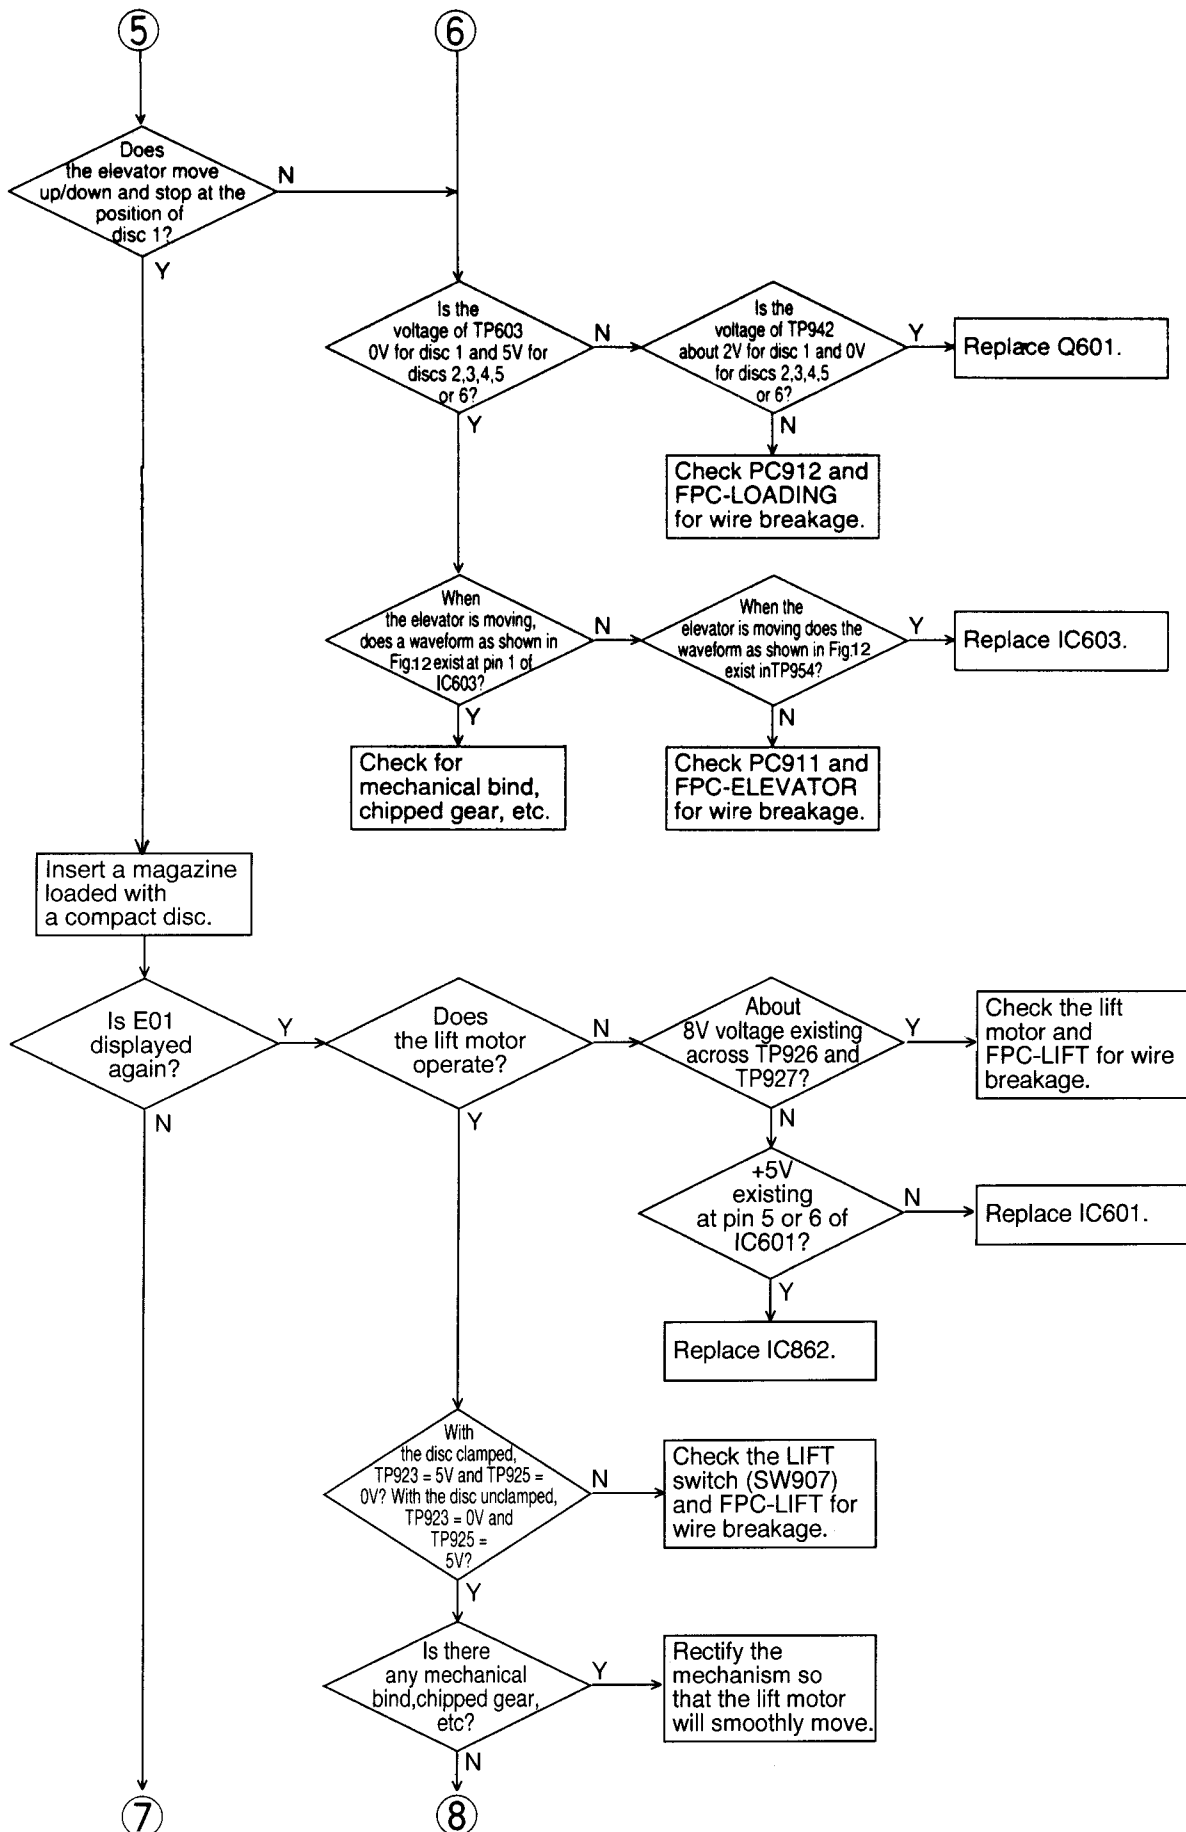 5
6
Does
the elevator move
up/down and stop at the
position of
disc 1?
N
Y
Is the
voltage of TP603
0V for disc 1 and 5V for
discs 2,3,4,5
or 6?
N
Y
Is the
voltage of TP942
about 2V for disc 1 and 0V
for discs 2,3,4,5
or 6?
Y
N
Replace Q601.
Check PC912 and
FPC-LOADING
for wire breakage.
When
the elevator is moving,
does a waveform as shown in
Fig.12 exist at pin 1 of
IC603?
N
Y
When the
elevator is moving does the
waveform as shown in Fig.12
exist in TP954?
Y
N
Replace IC603.
Check for
mechanical bind,
chipped gear, etc.
Check PC911 and
FPC-ELEVATOR
for wire breakage.
Insert a magazine
loaded with
a compact disc.
Is E01
displayed
again?
Y
N
Does
the lift motor
operate?
N
Y
About
8V voltage existing
across TP926 and
TP927?
Y
N
Check the lift
motor and
FPC-LIFT for wire
breakage.
+5V
existing
at pin 5 or 6 of
IC601?
N
Y
Replace IC601.
Replace IC862.
With
the disc clamped,
TP923 = 5V and TP925 =
0V? With the disc unclamped,
TP923 = 0V and
TP925 =
5V?
N
Y
Check the LIFT
switch (SW907)
and FPC-LIFT for
wire breakage.
Is there
any mechanical
bind,chipped gear,
etc?
Y
N
Rectify the
mechanism so
that the lift motor
will smoothly move.
7
8